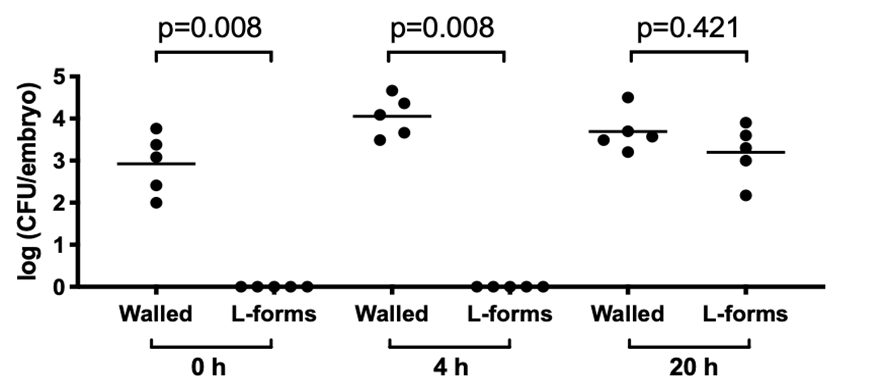 p=0.008 p=0.008 p=0.421
log (CFU/embryo)
5
4
3
2
1
0
Walled L-forms Walled L-forms Walled L-forms
0 h 4 h 20 h